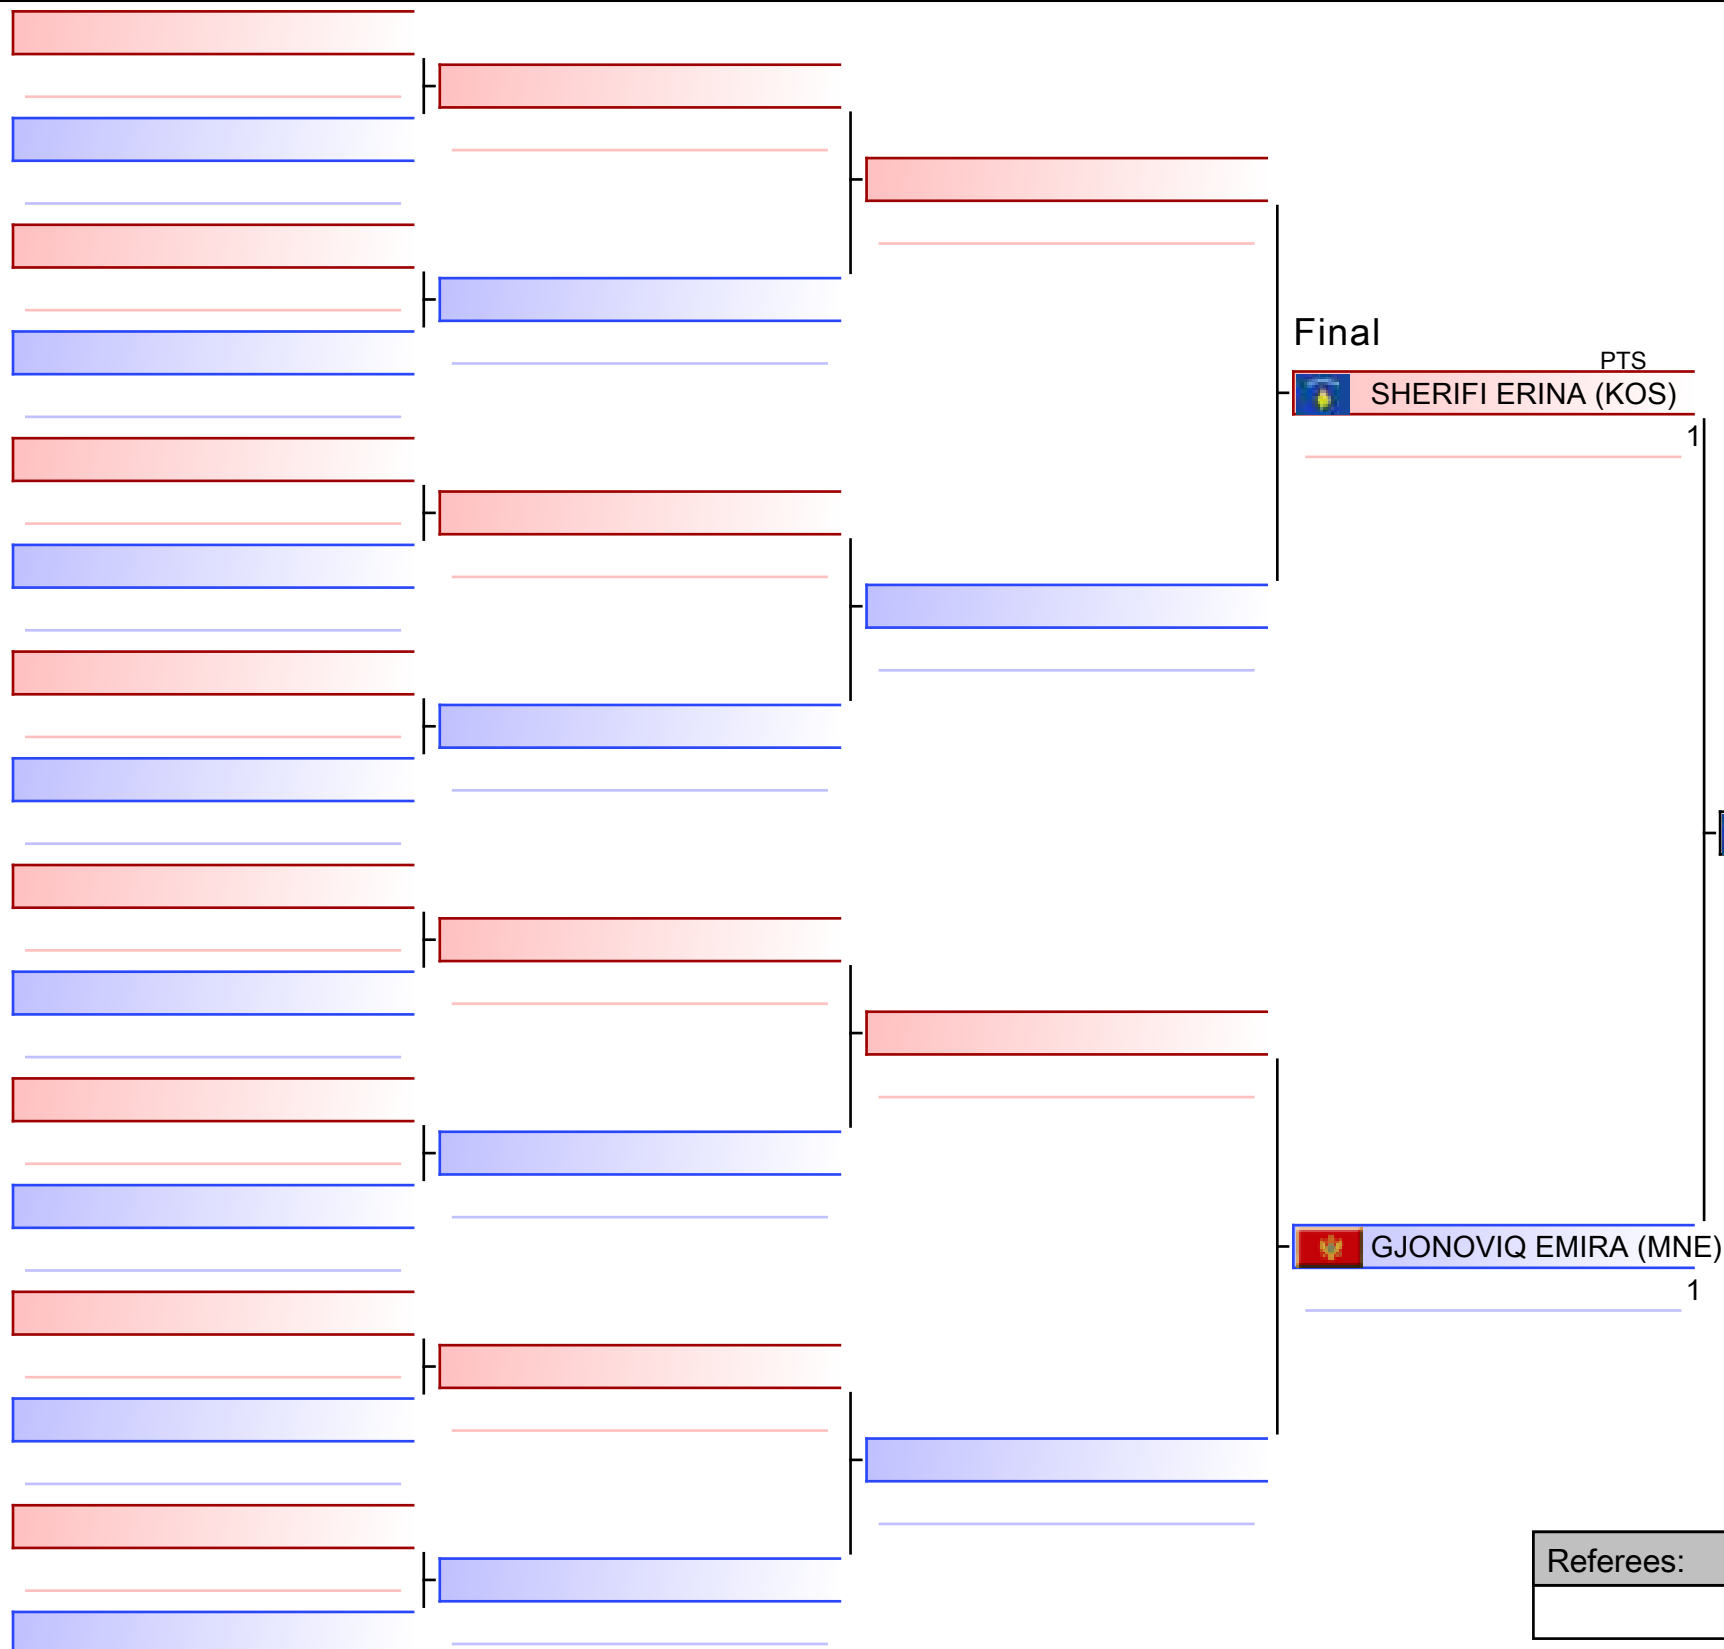 Final
PTS
SHERIFI ERINA (KOS)
1
GJONOVIQ EMIRA (MNE)
1
Referees: